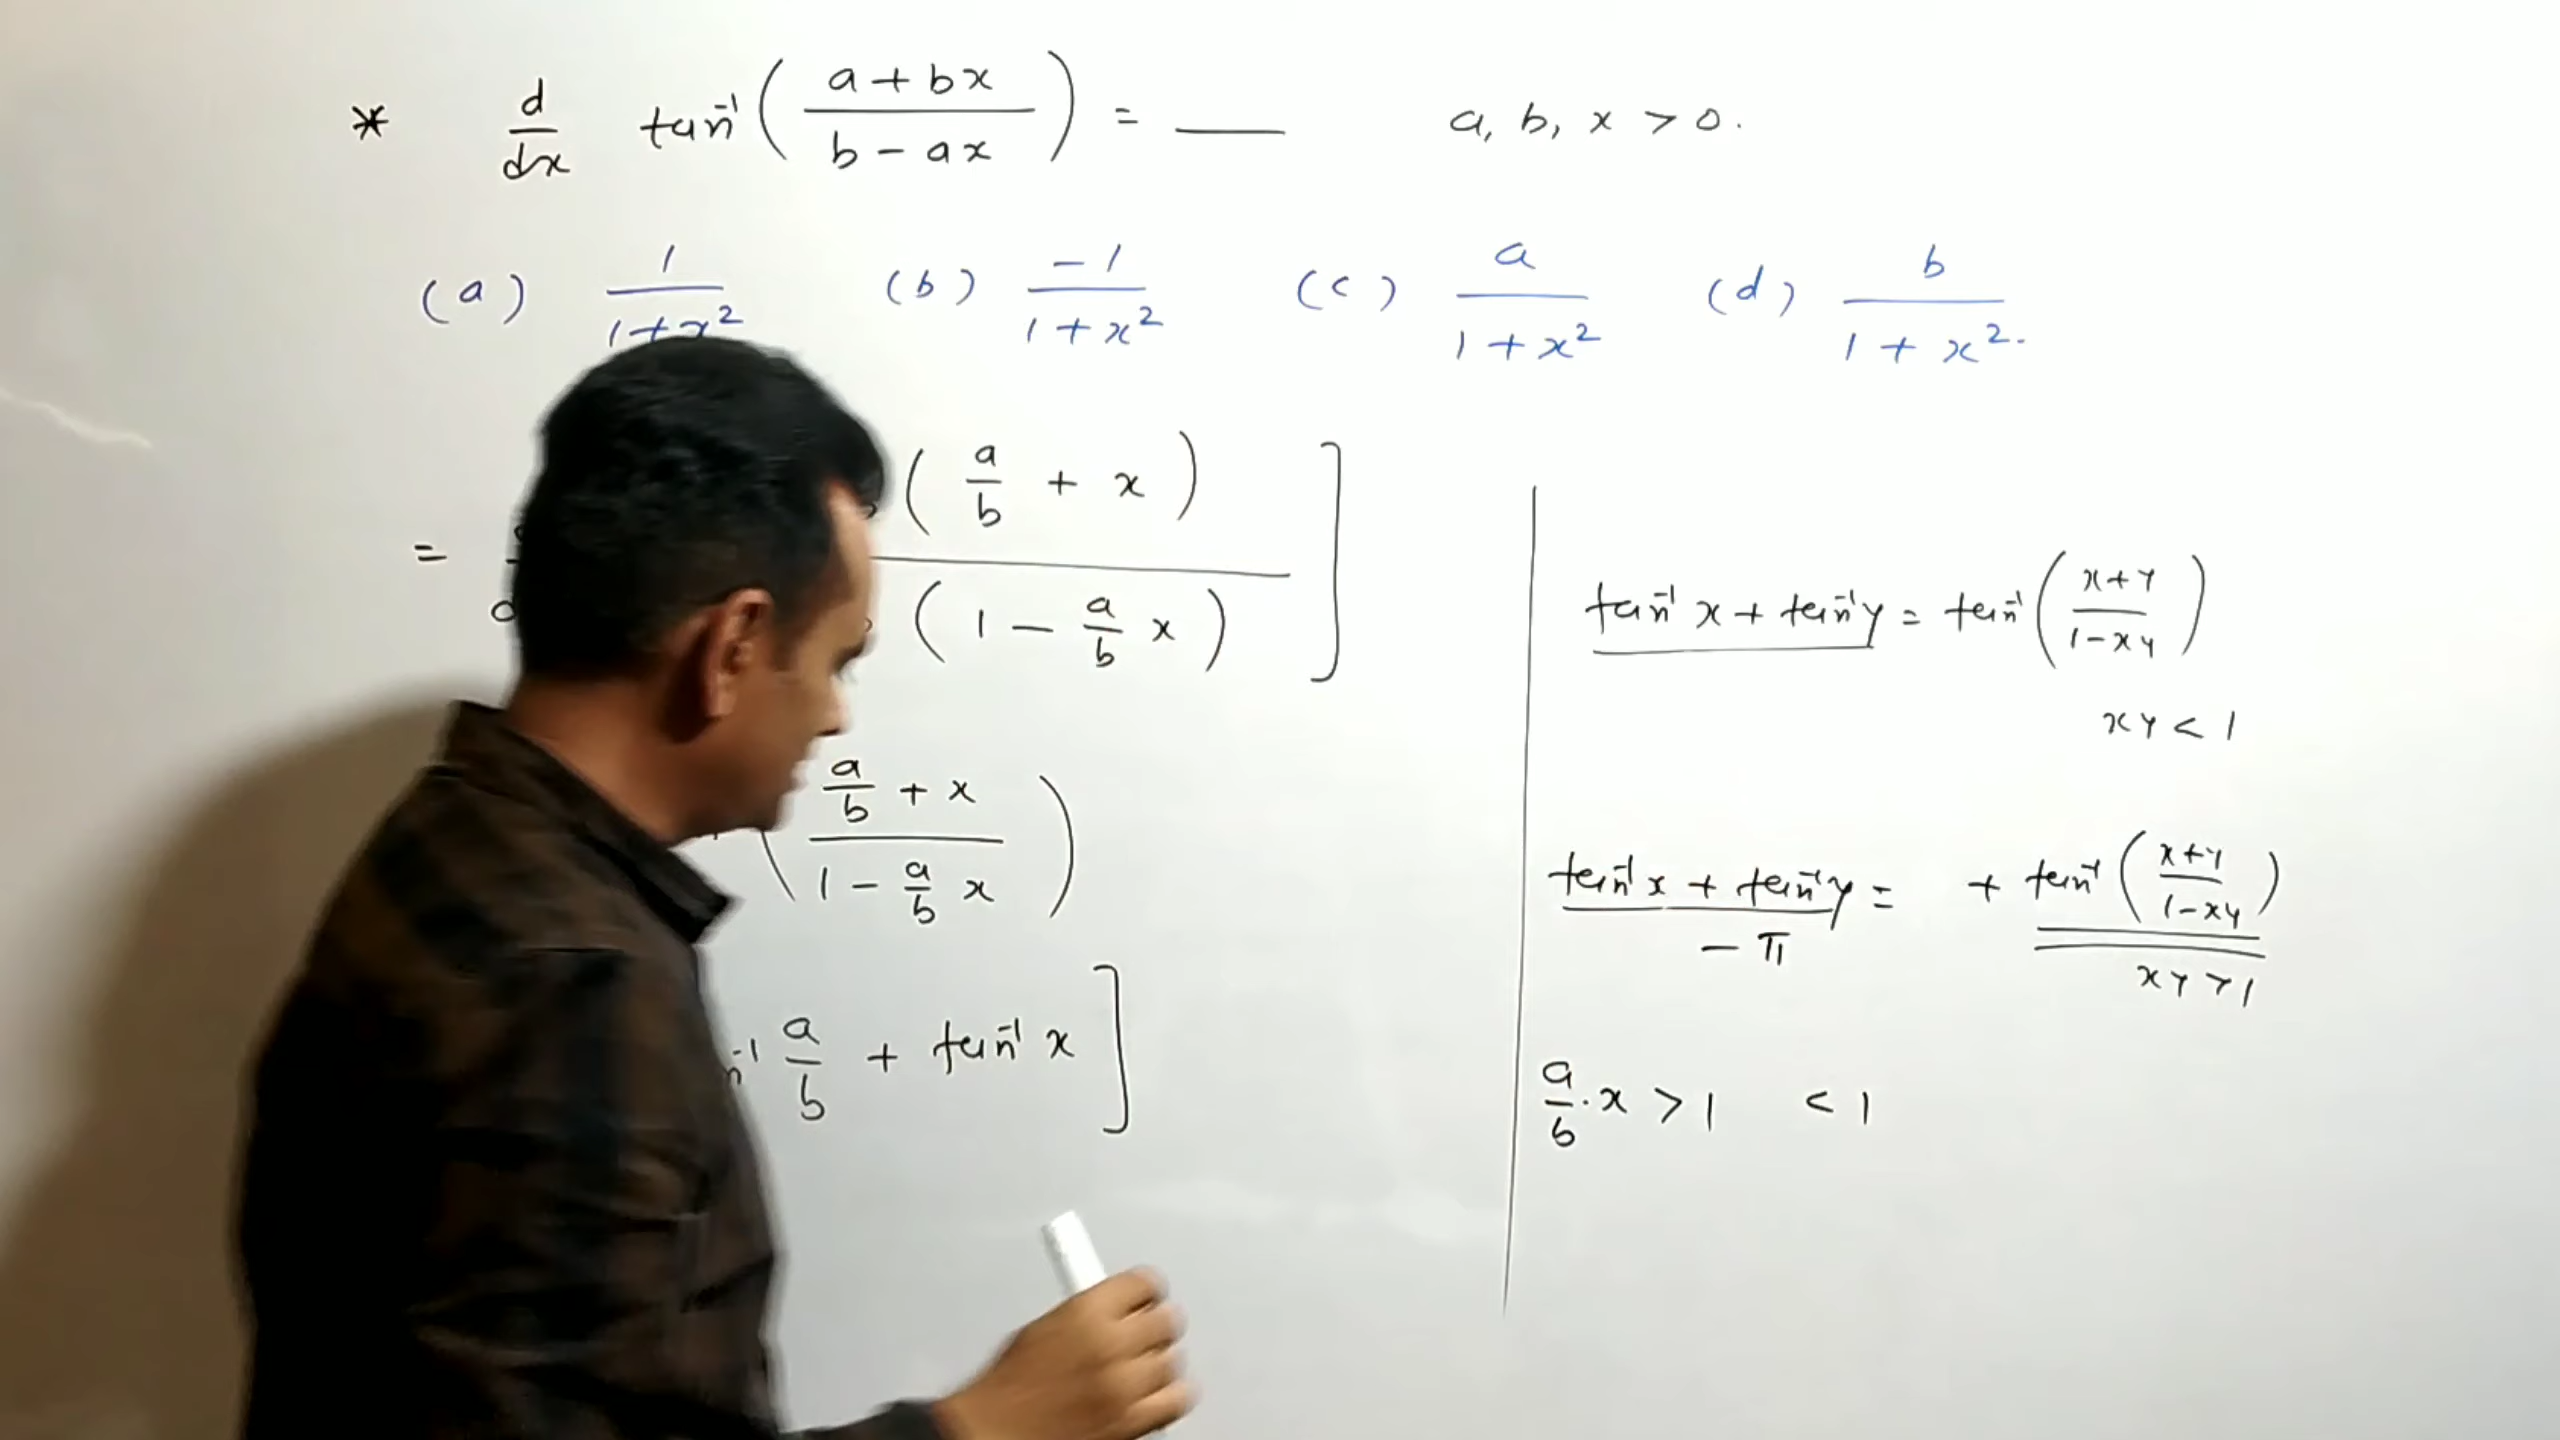 * d/dx tan⁻¹ ( (a + bx) / (b - ax) ) = ___ a, b, x > 0.
(a) 1 / (1 + x²) (b) -1 / (1 + x²) (c) a / (1 + x²) (d) b / (1 + x²).
= ( a/b + x ) / ( 1 - a/b x ) ]
( (a/b + x) / (1 - a/b x) )
n⁻¹ a/b + tan⁻¹ x ]
tan⁻¹ x + tan⁻¹ y = tan⁻¹ ( (x + y) / (1 - xy) )
xy < 1
tan⁻¹ x + tan⁻¹ y = + tan⁻¹ ( (x + y) / (1 - xy) )
- π
xy > 1
a/b . x > 1 < 1